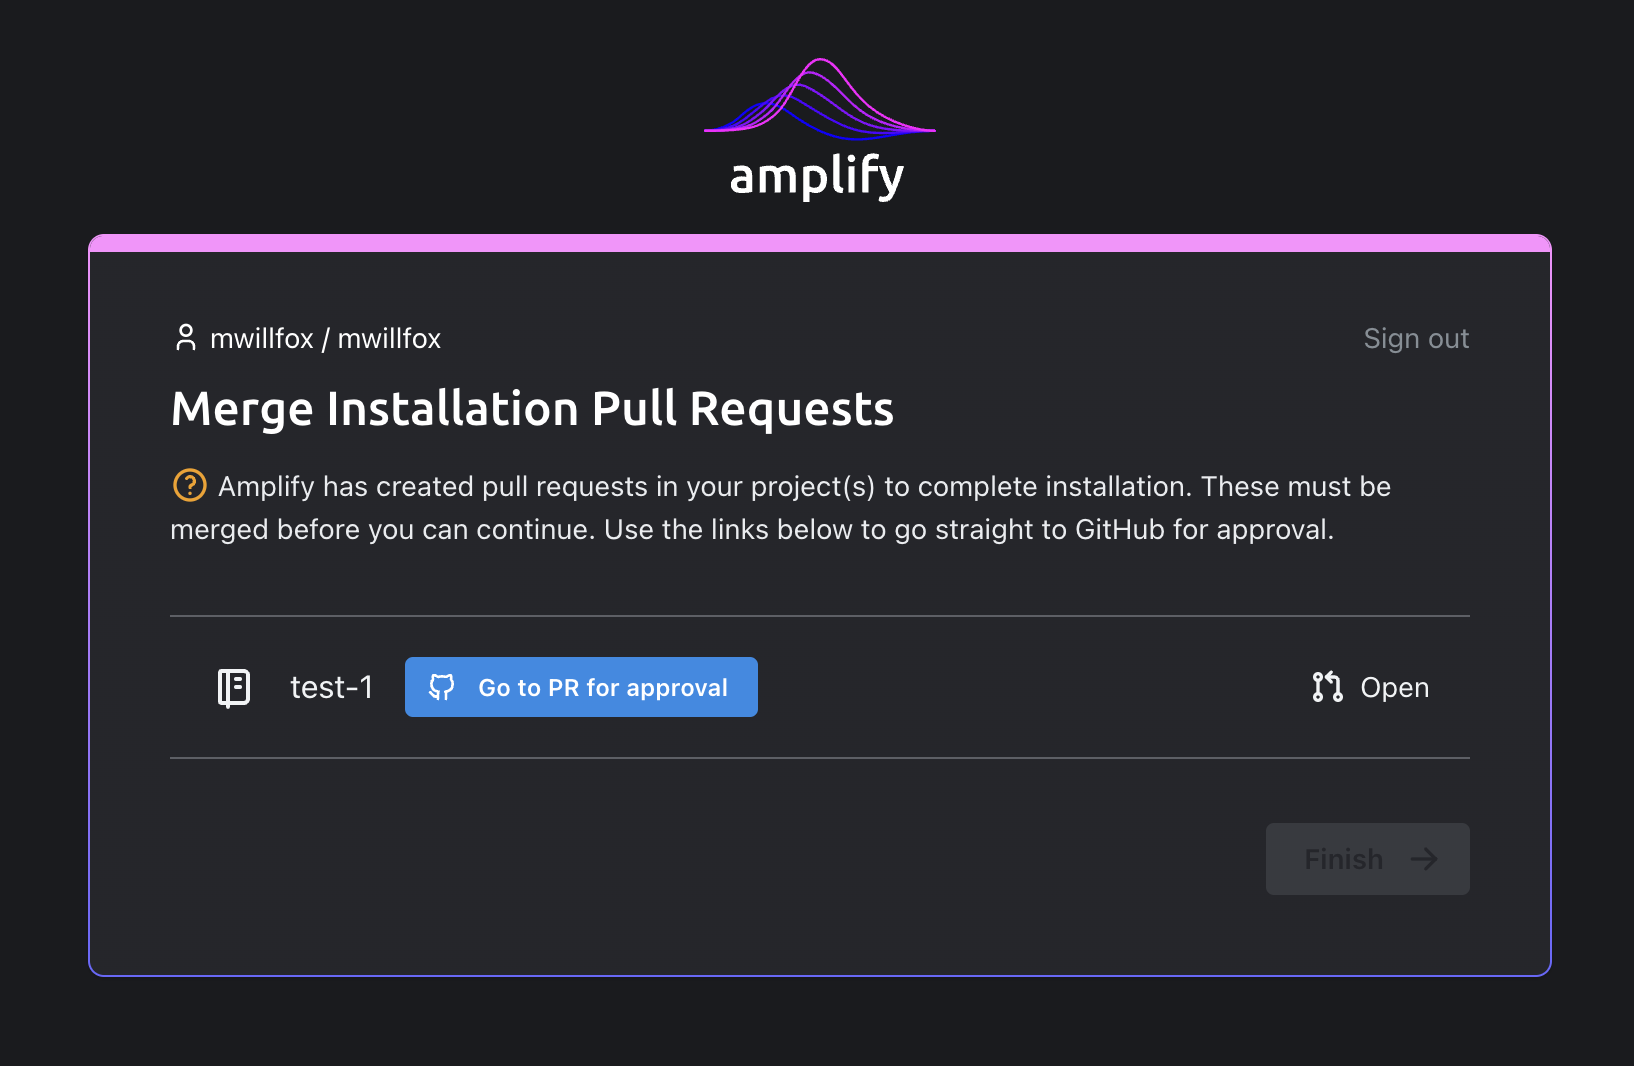 amplify
mwillfox / mwillfox
Sign out
Merge Installation Pull Requests
Amplify has created pull requests in your project(s) to complete installation. These must be
merged before you can continue. Use the links below to go straight to GitHub for approval.
test-1
Go to PR for approval
Open
Finish